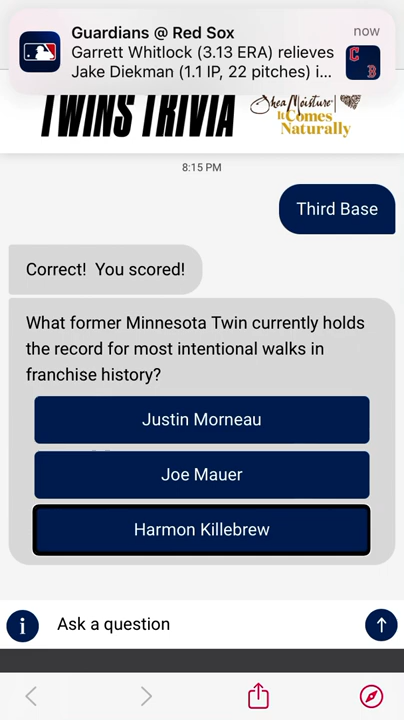 Guardians @ Red Sox
now
Garrett Whitlock (3.13 ERA) relieves
Jake Diekman (1.1 IP, 22 pitches) i...
C
B
TWINS TRIVIA
SheaMoisture
It Comes
Naturally
8:15 PM
Third Base
Correct! You scored!
What former Minnesota Twin currently holds
the record for most intentional walks in
franchise history?
Justin Morneau
Joe Mauer
Harmon Killebrew
i
Ask a question